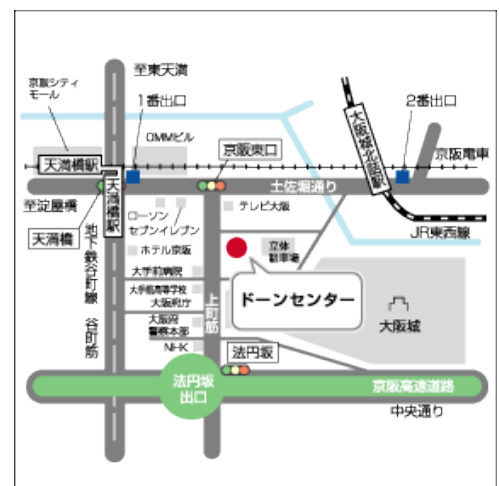 至東天満
京阪シティ
モール
1番出口
2番出口
OMMビル
京阪東口
大阪城北詰駅
京阪電車
天満橋駅
天満橋駅
土佐堀通り
至淀屋橋
ローソン
セブンイレブン
テレビ大阪
天満橋
JR東西線
ホテル京阪
立体
駐車場
地下鉄谷町線 谷町筋
大手前病院
大手前高等学校
大阪府庁
上町筋
ドーンセンター
大阪城
大阪府
警察本部
NHK
法円坂
法円坂
出口
京阪高速道路
中央通り